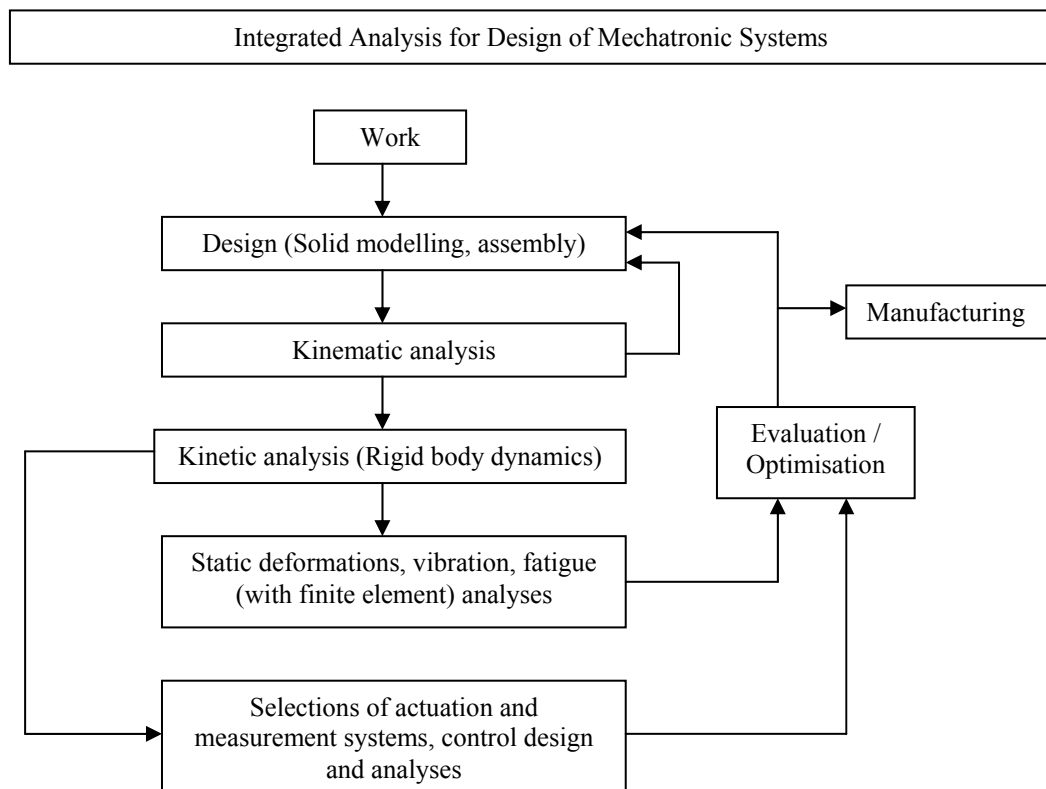 Integrated Analysis for Design of Mechatronic Systems
Work
Design (Solid modelling, assembly)
Manufacturing
Kinematic analysis
Kinetic analysis (Rigid body dynamics)
Evaluation /
Optimisation
Static deformations, vibration, fatigue
(with finite element) analyses
Selections of actuation and
measurement systems, control design
and analyses